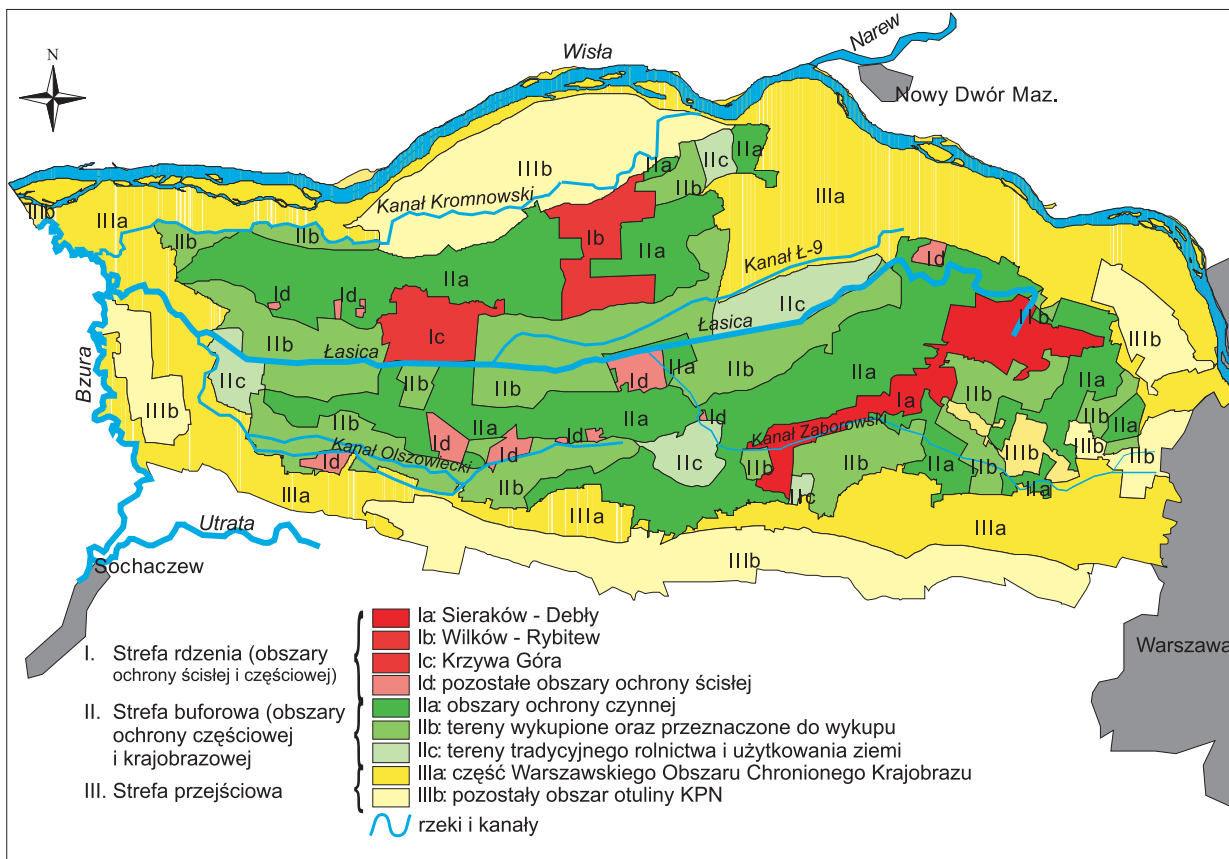 N
Wisła
Narew
Nowy Dwór Maz.
IIIb
IIa
IIc
IIa
IIb
Kanał Kromnowski
IIIb
IIIa
IIIa
IIb
IIb
Ib
IIa
Kanał Ł-9
Id
IIa
Id
Id
IIc
IIb
IIIb
Łasica
Ic
IIb
Łasica
IIa
IIb
IIa
Bzura
IIc
IIb
IIb
Id
IIb
IIa
Ia
IIb
IIb
IIa
IIIb
IIb
IIa
Id
Id
Id
Kanał Zaborowski
IIIb
IIIb
IIb
Kanał Olszowiecki
Id
Id
IIc
IIb
IIb
IIa
IIb
IIa
IIb
IIc
IIIa
IIIa
IIIa
Utrata
IIIb
Sochaczew
Warszawa
I. Strefa rdzenia (obszary
ochrony ścisłej i częściowej)
II. Strefa buforowa (obszary
ochrony częściowej
i krajobrazowej
III. Strefa przejściowa
Ia: Sieraków - Debły
Ib: Wilków - Rybitew
Ic: Krzywa Góra
Id: pozostałe obszary ochrony ścisłej
IIa: obszary ochrony czynnej
IIb: tereny wykupione oraz przeznaczone do wykupu
IIc: tereny tradycyjnego rolnictwa i użytkowania ziemi
IIIa: część Warszawskiego Obszaru Chronionego Krajobrazu
IIIb: pozostały obszar otuliny KPN
rzeki i kanały